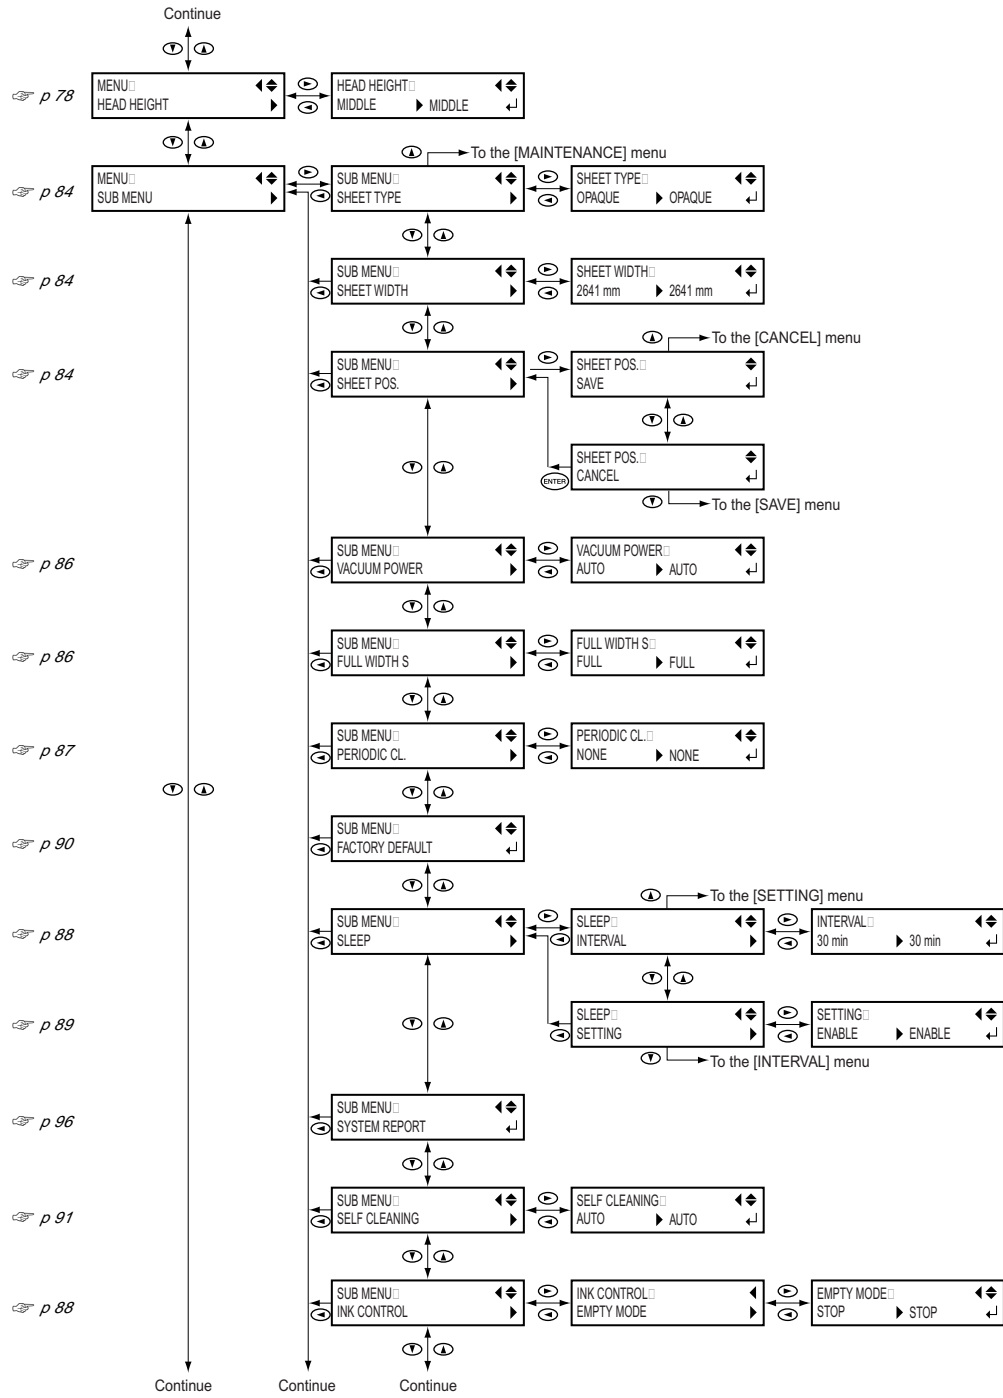 Continue
p 78
MENU
HEAD HEIGHT
HEAD HEIGHT
MIDDLE MIDDLE
To the [MAINTENANCE] menu
p 84
MENU
SUB MENU
SUB MENU
SHEET TYPE
SHEET TYPE
OPAQUE OPAQUE
p 84
SUB MENU
SHEET WIDTH
SHEET WIDTH
2641 mm 2641 mm
To the [CANCEL] menu
p 84
SUB MENU
SHEET POS.
SHEET POS.
SAVE
SHEET POS.
CANCEL
ENTER
To the [SAVE] menu
p 86
SUB MENU
VACUUM POWER
VACUUM POWER
AUTO AUTO
p 86
SUB MENU
FULL WIDTH S
FULL WIDTH S
FULL FULL
p 87
SUB MENU
PERIODIC CL.
PERIODIC CL.
NONE NONE
p 90
SUB MENU
FACTORY DEFAULT
To the [SETTING] menu
p 88
SUB MENU
SLEEP
SLEEP
INTERVAL
INTERVAL
30 min 30 min
p 89
SLEEP
SETTING
SETTING
ENABLE ENABLE
To the [INTERVAL] menu
p 96
SUB MENU
SYSTEM REPORT
p 91
SUB MENU
SELF CLEANING
SELF CLEANING
AUTO AUTO
p 88
SUB MENU
INK CONTROL
INK CONTROL
EMPTY MODE
EMPTY MODE
STOP STOP
Continue Continue Continue